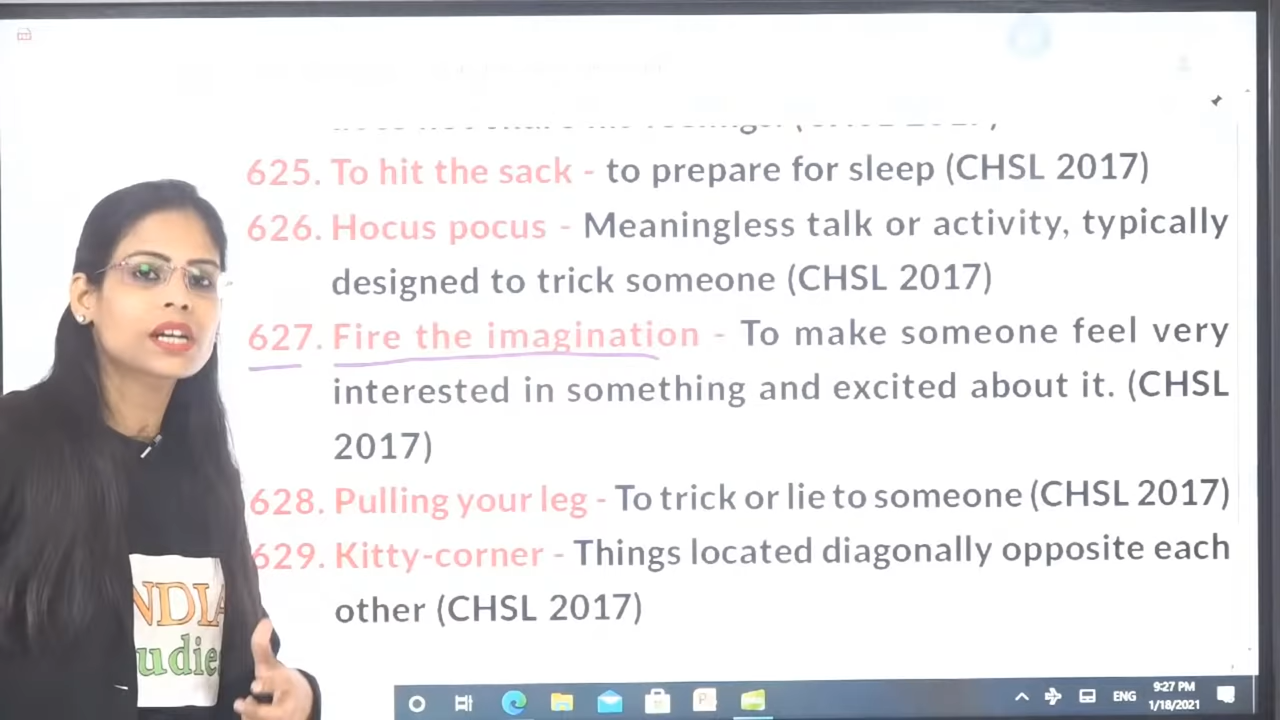 625. To hit the sack - to prepare for sleep (CHSL 2017)
626. Hocus pocus - Meaningless talk or activity, typically
designed to trick someone (CHSL 2017)
627. Fire the imagination - To make someone feel very
interested in something and excited about it. (CHSL
2017)
628. Pulling your leg - To trick or lie to someone (CHSL 2017)
629. Kitty-corner - Things located diagonally opposite each
other (CHSL 2017)
ENG
9:27 PM
1/18/2021